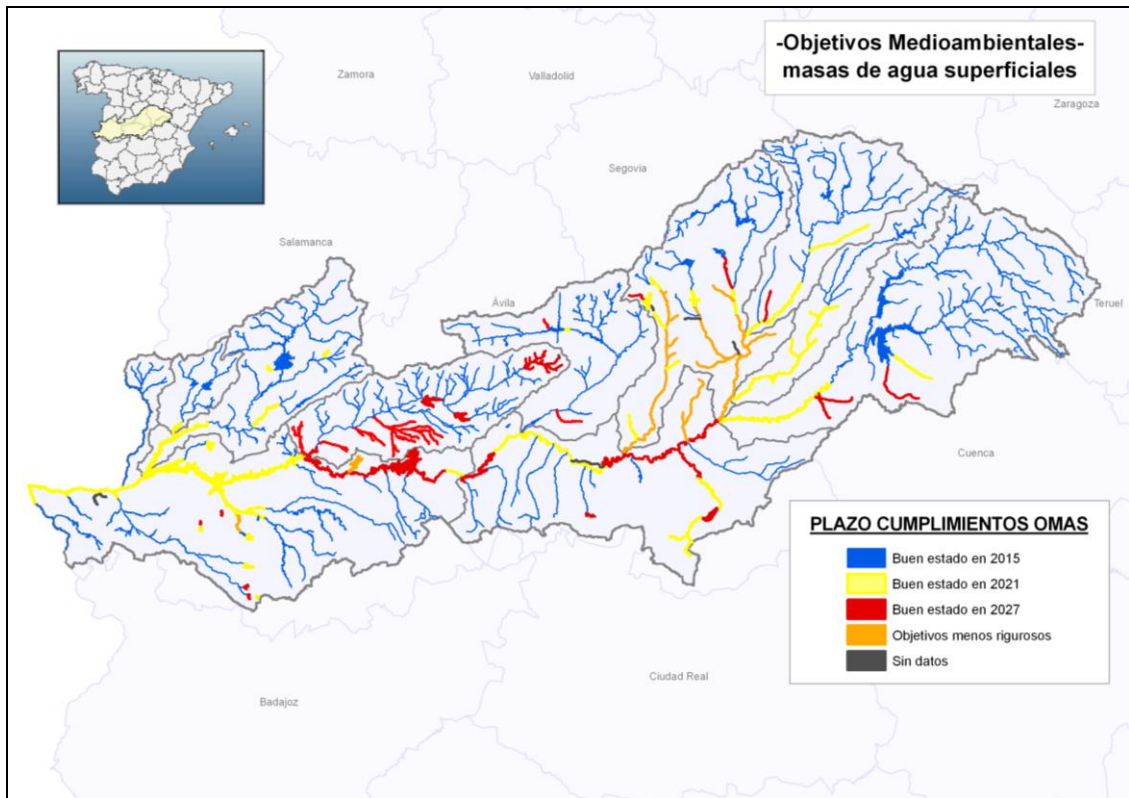 -Objetivos Medioambientales-
masas de agua superficiales
Zamora
Valladolid
Zaragoza
Segovia
Salamanca
Ávila
Teruel
Cuenca
Ciudad Real
Badajoz
PLAZO CUMPLIMIENTOS OMAS
Buen estado en 2015
Buen estado en 2021
Buen estado en 2027
Objetivos menos rigurosos
Sin datos